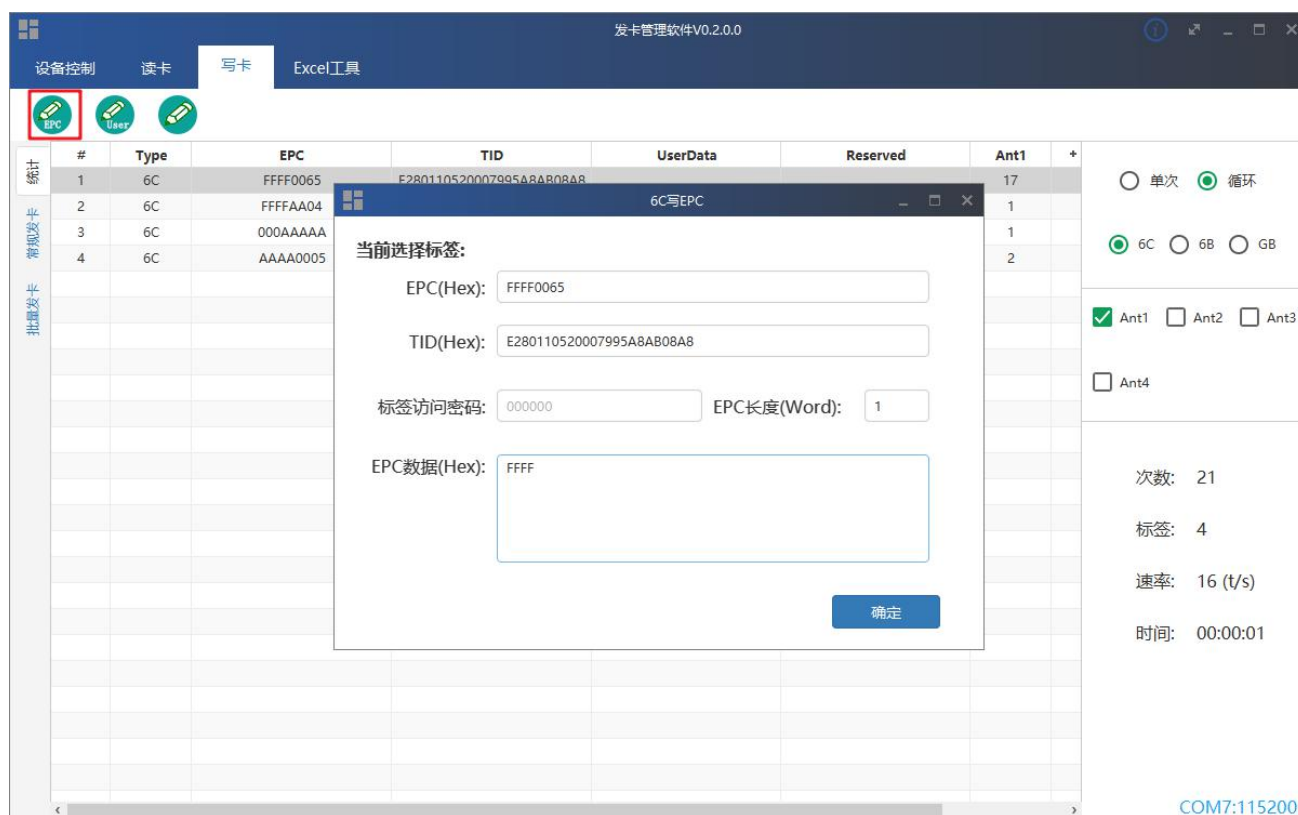 发卡管理软件V0.2.0.0
设备控制 读卡 写卡 Excel工具
EPC User
统计
常规发卡
批量发卡
# Type EPC TID UserData Reserved Ant1 +
1 6C FFFF0065 E280110520007995A8AB08A8 17
2 6C FFFFAA04 1
3 6C 000AAAAA 1
4 6C AAAA0005 2
6C写EPC
当前选择标签:
EPC(Hex): FFFF0065
TID(Hex): E280110520007995A8AB08A8
标签访问密码: 000000 EPC长度(Word): 1
EPC数据(Hex): FFFF
确定
单次 循环
6C 6B GB
Ant1 Ant2 Ant3
Ant4
次数: 21
标签: 4
速率: 16 (t/s)
时间: 00:00:01
COM7:115200